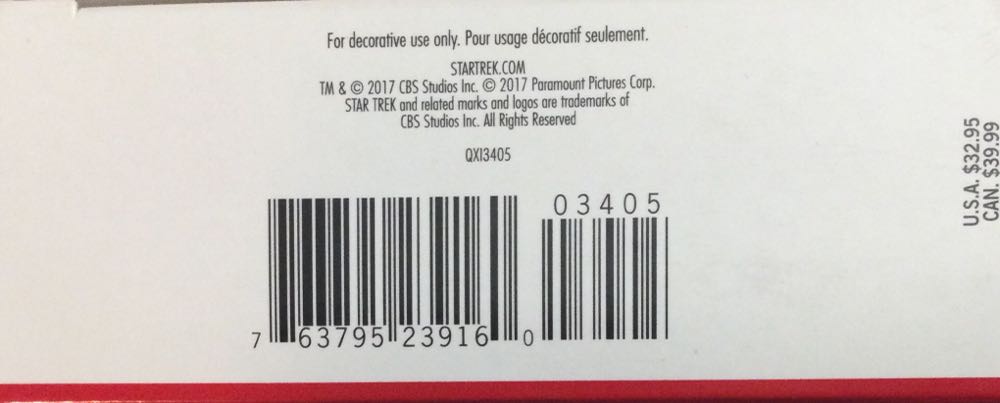 For decorative use only. Pour usage décoratif seulement.
STARTREK.COM
TM & © 2017 CBS Studios Inc. © 2017 Paramount Pictures Corp.
STAR TREK and related marks and logos are trademarks of
CBS Studios Inc. All Rights Reserved
QXI3405
03405
7 63795 23916 0
U.S.A. $32.95
CAN. $39.99